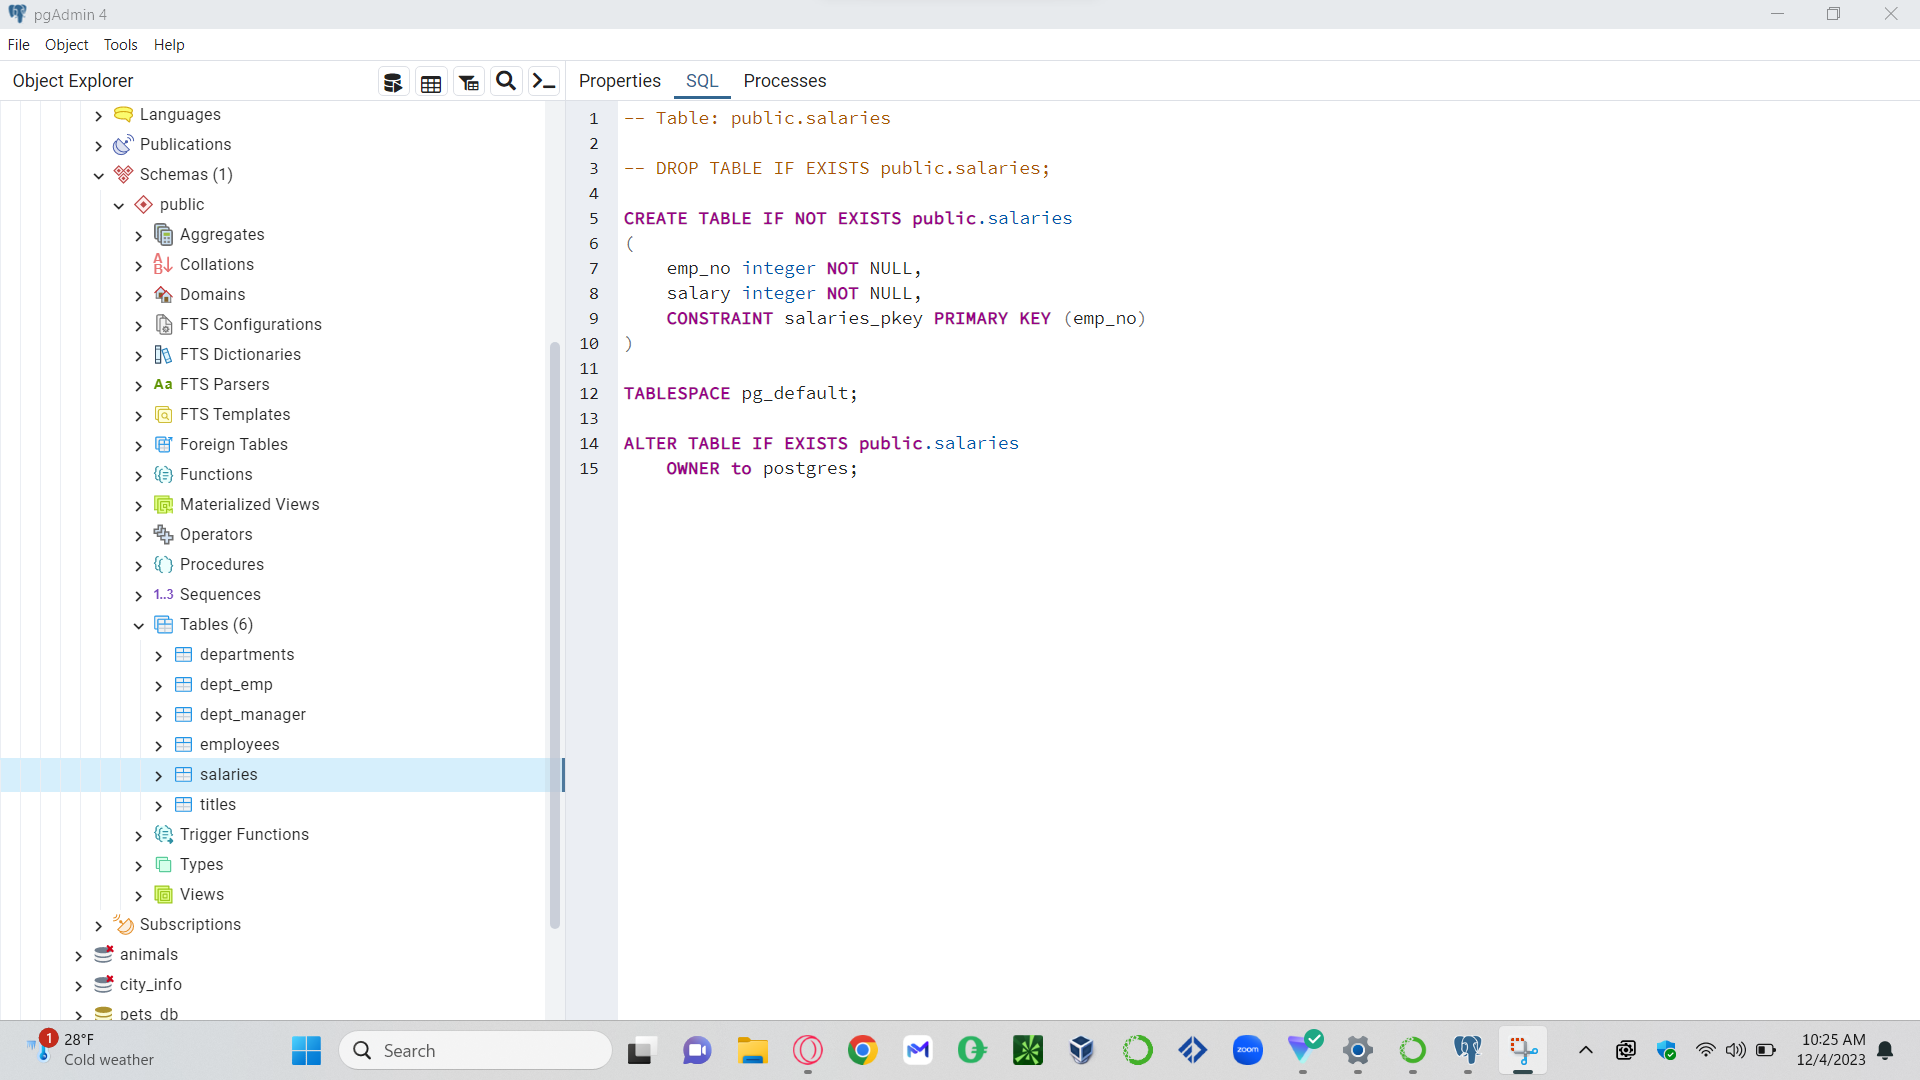 pgAdmin 4
File Object Tools Help
Object Explorer
Properties SQL Processes
Languages
Publications
Schemas (1)
public
Aggregates
Collations
Domains
FTS Configurations
FTS Dictionaries
Aa FTS Parsers
FTS Templates
Foreign Tables
Functions
Materialized Views
Operators
Procedures
1..3 Sequences
Tables (6)
departments
dept_emp
dept_manager
employees
salaries
titles
Trigger Functions
Types
Views
Subscriptions
animals
city_info
pets_db
1 -- Table: public.salaries
2
3 -- DROP TABLE IF EXISTS public.salaries;
4
5 CREATE TABLE IF NOT EXISTS public.salaries
6 (
7     emp_no integer NOT NULL,
8     salary integer NOT NULL,
9     CONSTRAINT salaries_pkey PRIMARY KEY (emp_no)
10 )
11
12 TABLESPACE pg_default;
13
14 ALTER TABLE IF EXISTS public.salaries
15     OWNER to postgres;
1
28°F
Cold weather
Search
zoom
10:25 AM
12/4/2023